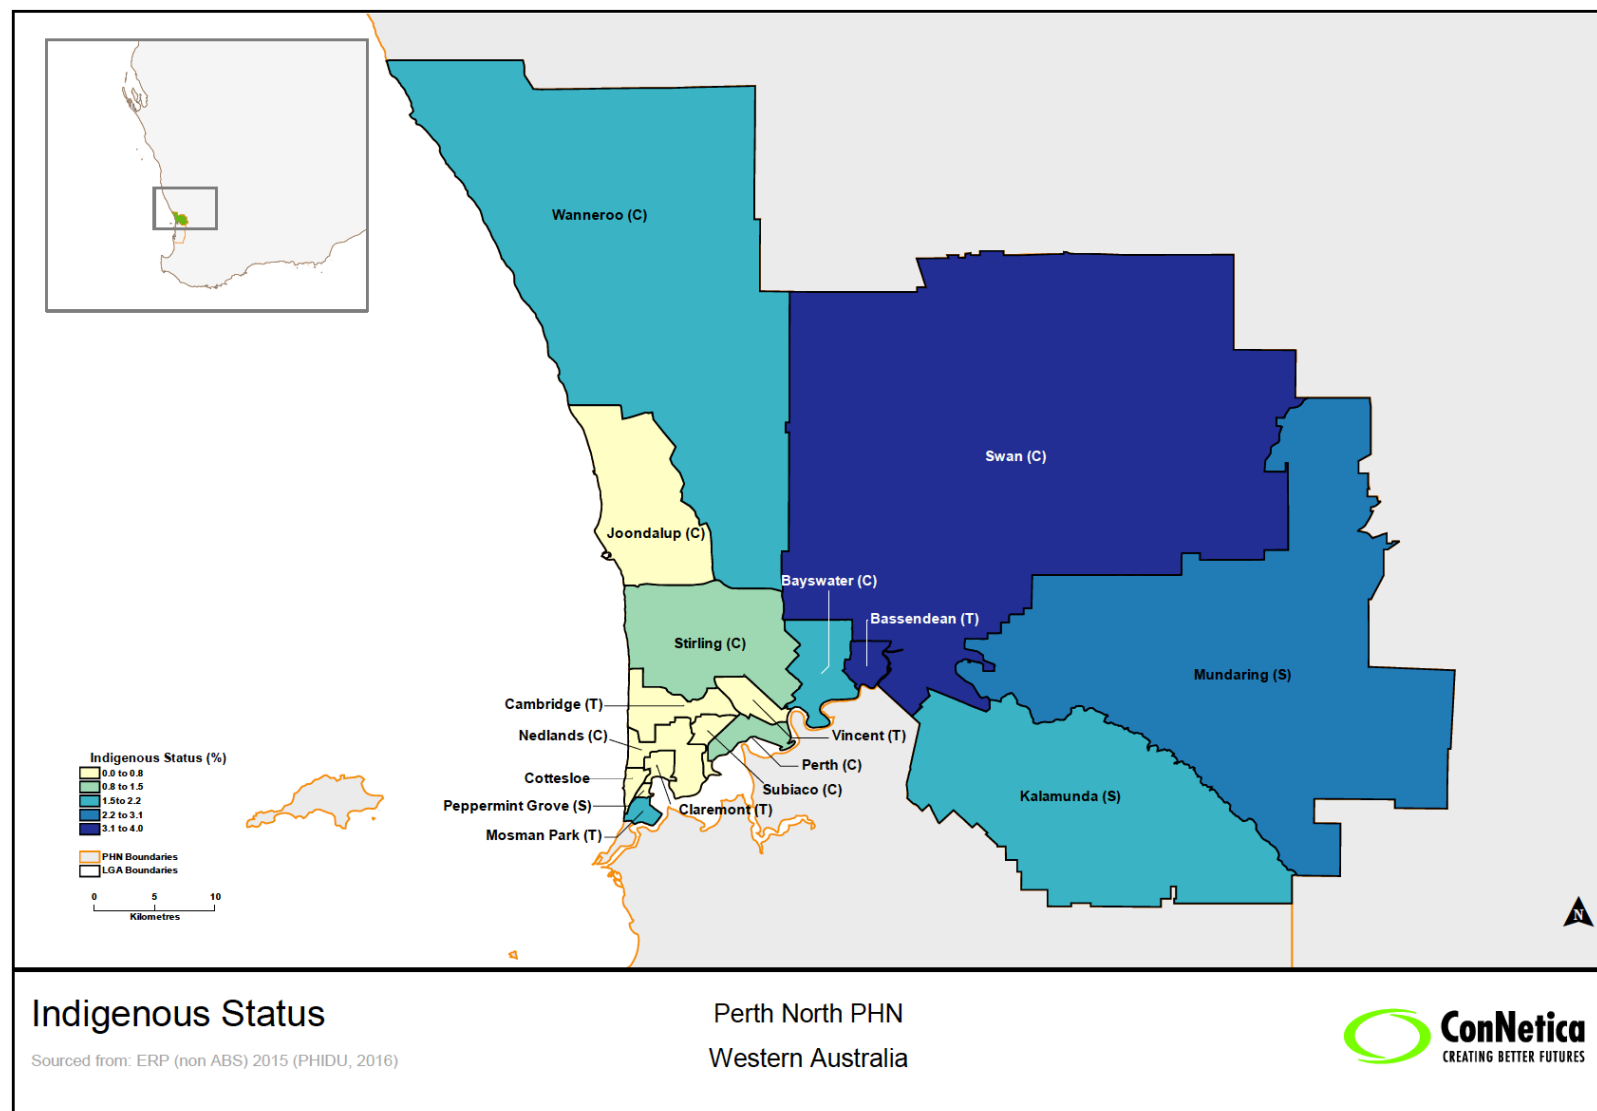 Wanneroo (C)
Swan (C)
Joondalup (C)
Bayswater (C)
Bassendean (T)
Stirling (C)
Mundaring (S)
Cambridge (T)
Nedlands (C)
Vincent (T)
Perth (C)
Cottesloe
Subiaco (C)
Peppermint Grove (S)
Claremont (T)
Kalamunda (S)
Mosman Park (T)
Indigenous Status (%)
0.0 to 0.8
0.8 to 1.5
1.5to 2.2
2.2 to 3.1
3.1 to 4.0
PHN Boundaries
LGA Boundaries
0 5 10
Kilometres
N
Indigenous Status
Sourced from: ERP (non ABS) 2015 (PHIDU, 2016)
Perth North PHN
Western Australia
ConNetica
CREATING BETTER FUTURES